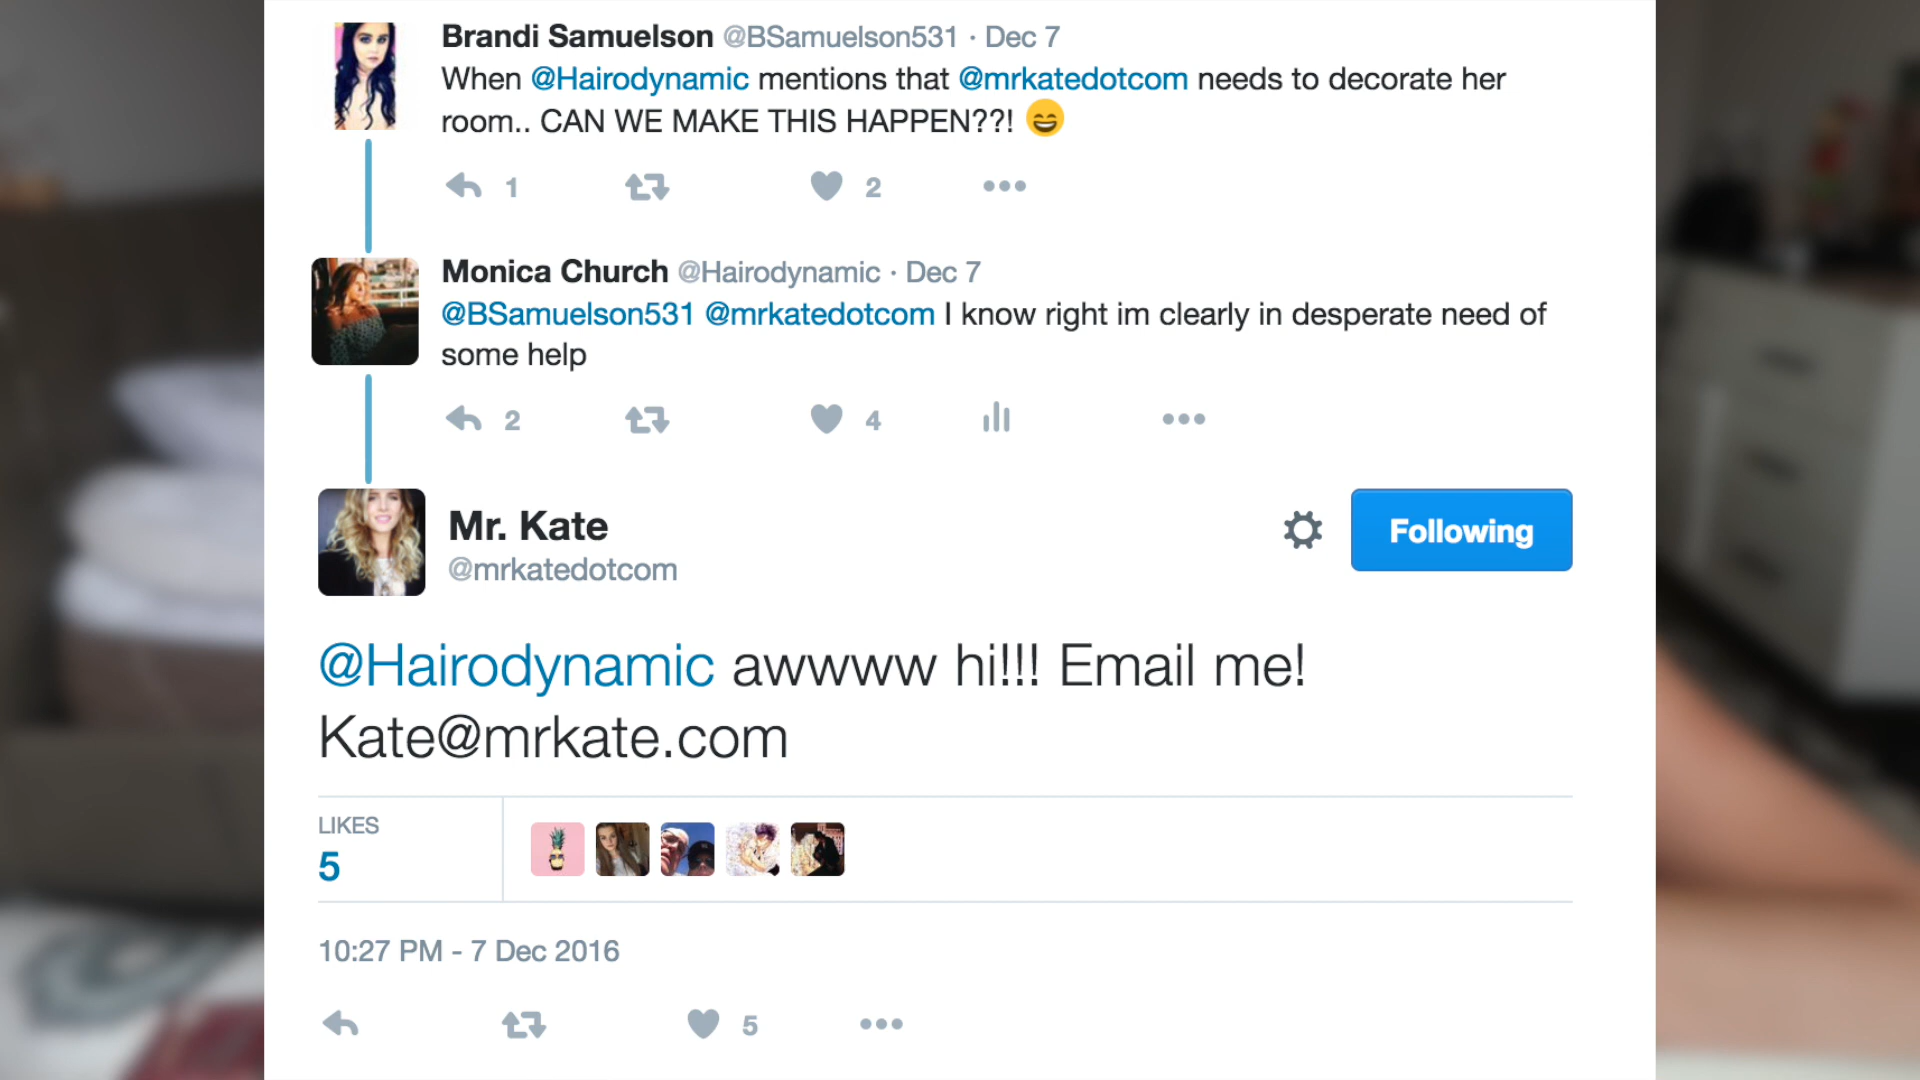 Brandi Samuelson @BSamuelson531 · Dec 7
When @Hairodynamic mentions that @mrkatedotcom needs to decorate her
room.. CAN WE MAKE THIS HAPPEN??! 😄
1 2
Monica Church @Hairodynamic · Dec 7
@BSamuelson531 @mrkatedotcom I know right im clearly in desperate need of
some help
2 4
Mr. Kate
Following
@mrkatedotcom
@Hairodynamic awwww hi!!! Email me!
Kate@mrkate.com
LIKES
5
10:27 PM - 7 Dec 2016
5